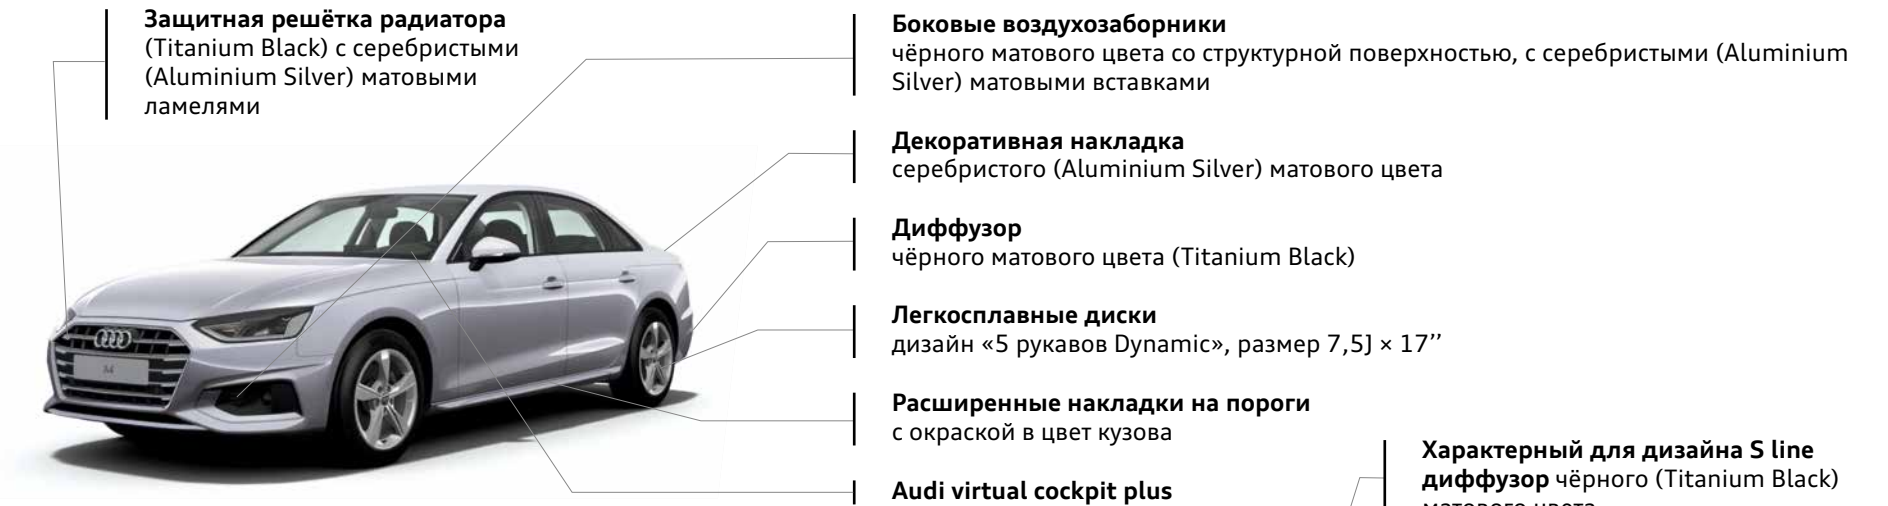 Защитная решётка радиатора
(Titanium Black) с серебристыми
(Aluminium Silver) матовыми
ламелями
Боковые воздухозаборники
чёрного матового цвета со структурной поверхностью, с серебристыми (Aluminium
Silver) матовыми вставками
Декоративная накладка
серебристого (Aluminium Silver) матового цвета
Диффузор
чёрного матового цвета (Titanium Black)
Легкосплавные диски
дизайн «5 рукавов Dynamic», размер 7,5J × 17’’
Расширенные накладки на пороги
с окраской в цвет кузова
Audi virtual cockpit plus
Характерный для дизайна S line
диффузор чёрного (Titanium Black)